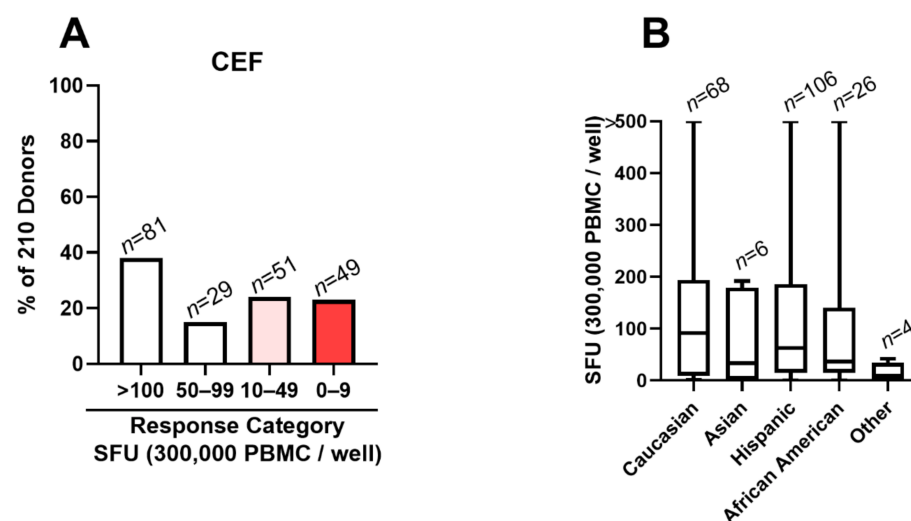 A
CEF
% of 210 Donors
100
80
60
40
20
0
n=81
n=29
n=51
n=49
>100 50–99 10–49 0–9
Response Category
SFU (300,000 PBMC / well)
B
SFU (300,000 PBMC / well)
>500
400
300
200
100
0
n=68
n=6
n=106
n=26
n=4
Caucasian
Asian
Hispanic
African American
Other